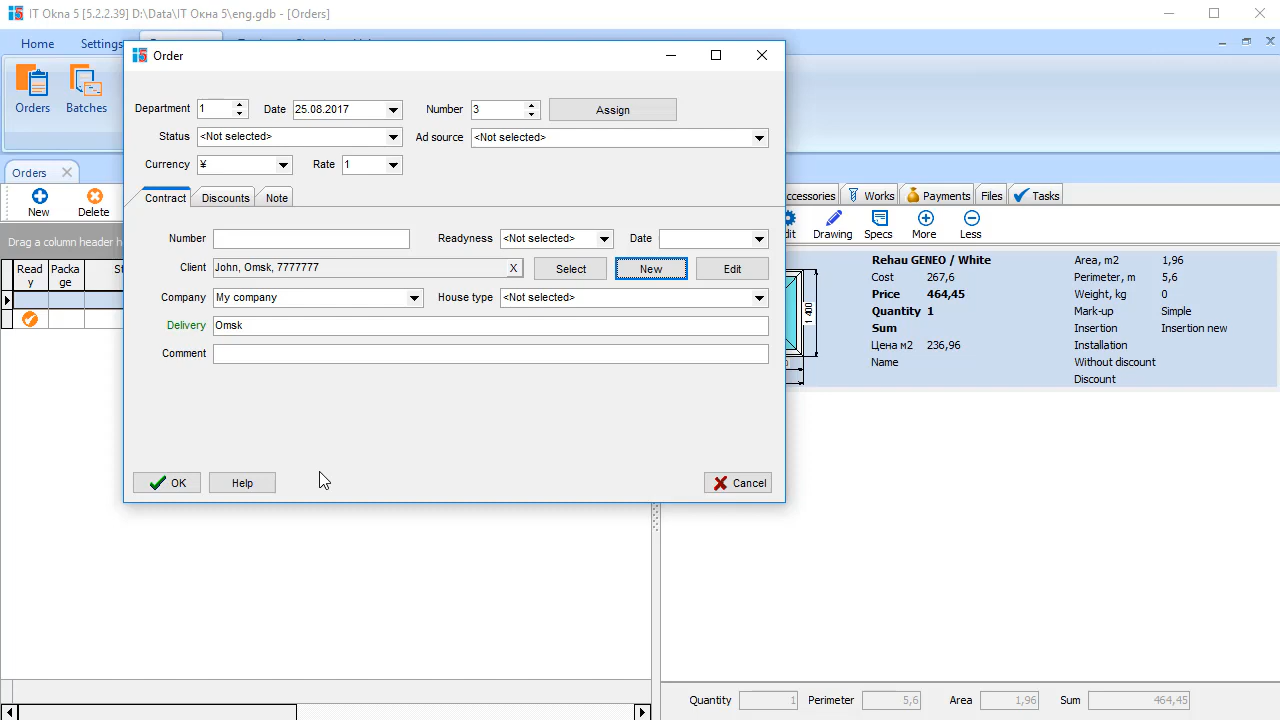 IT Окна 5 [5.2.2.39] D:\Data\IT Окна 5\eng.gdb - [Orders]
Home Settings
Orders Batches
Orders
New Delete
Drag a column header h
Read
y Packa
ge St
Order
Department 1 Date 25.08.2017 Number 3 Assign
Status <Not selected> Ad source <Not selected>
Currency ¥ Rate 1
Contract Discounts Note
Number Readyness <Not selected> Date
Client John, Omsk, 7777777 X Select New Edit
Company My company House type <Not selected>
Delivery Omsk
Comment
OK Help Cancel
ccessories Works Payments Files Tasks
dit Drawing Specs More Less
1 400
Rehau GENEO / White Area, m2 1,96
Cost 267,6 Perimeter, m 5,6
Price 464,45 Weight, kg 0
Quantity 1 Mark-up Simple
Sum Insertion Insertion new
Цена м2 236,96 Installation
Name Without discount
Discount
Quantity 1 Perimeter 5,6 Area 1,96 Sum 464,45